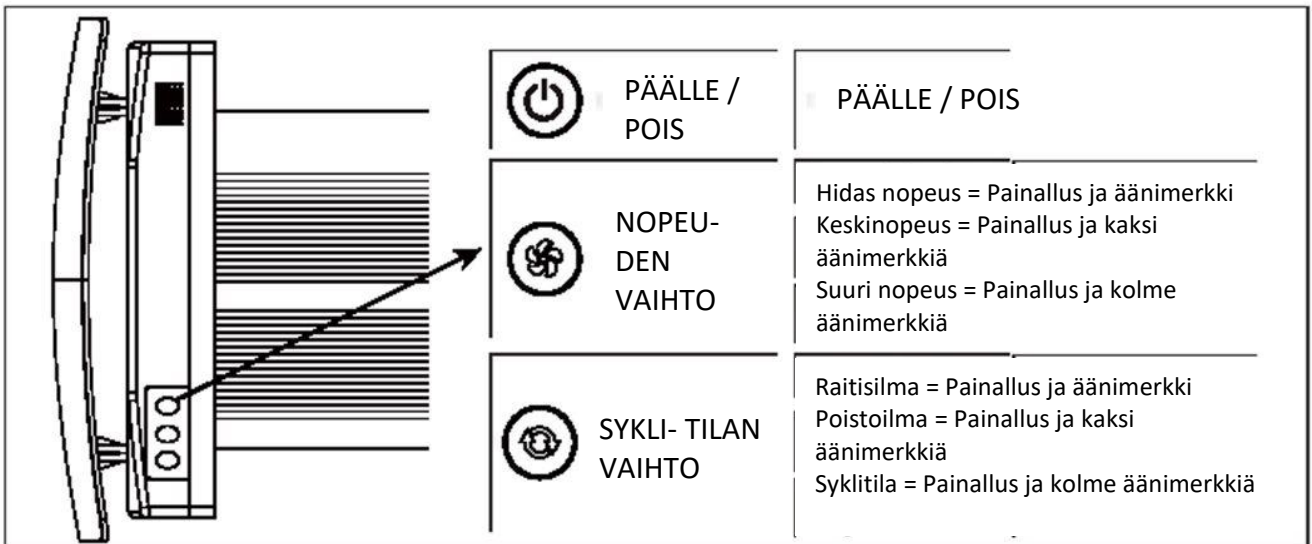 PÄÄLLE /
POIS
PÄÄLLE / POIS
NOPEU-
DEN
VAIHTO
Hidas nopeus = Painallus ja äänimerkki
Keskinopeus = Painallus ja kaksi
äänimerkkiä
Suuri nopeus = Painallus ja kolme
äänimerkkiä
SYKLI- TILAN
VAIHTO
Raitisilma = Painallus ja äänimerkki
Poistoilma = Painallus ja kaksi
äänimerkkiä
Syklitila = Painallus ja kolme äänimerkkiä